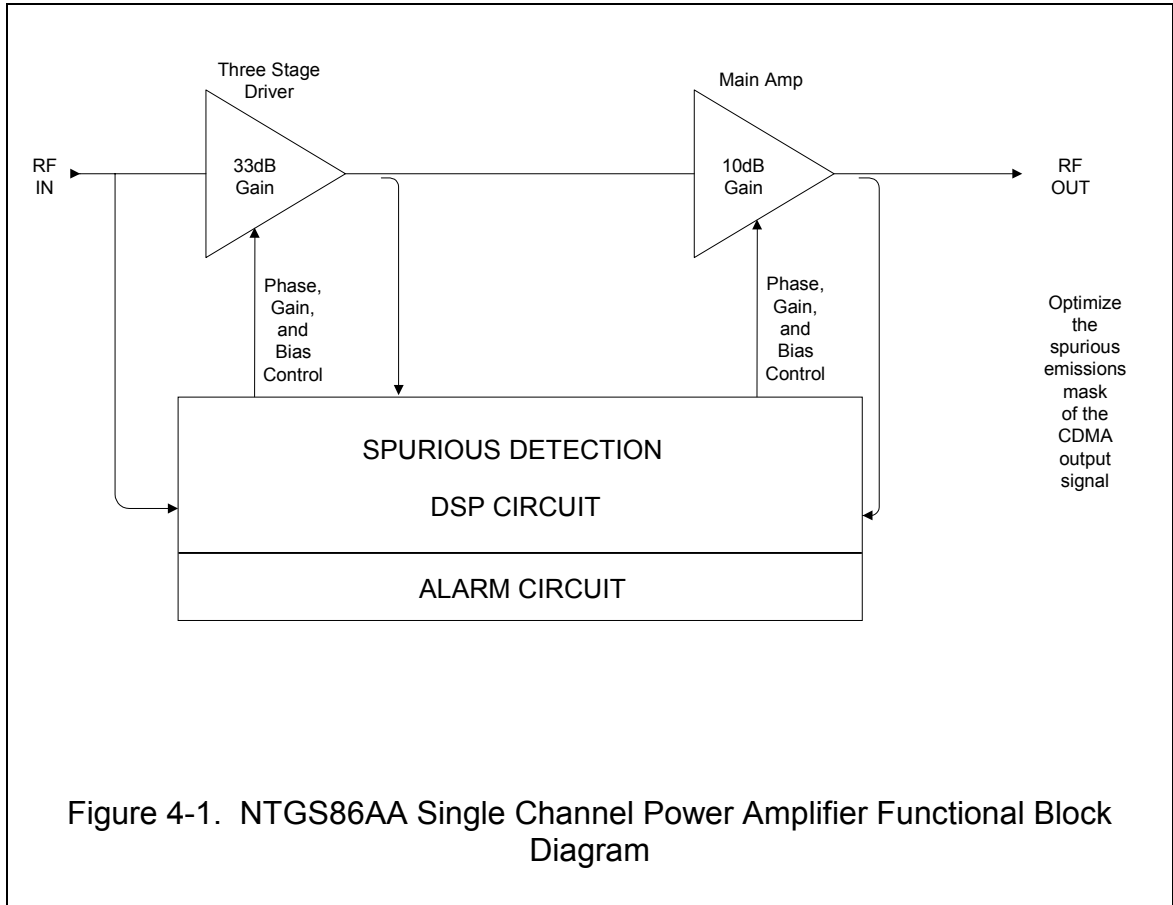 Three Stage
Driver
Main Amp
RF
IN
33dB
Gain
10dB
Gain
RF
OUT
Phase,
Gain,
and
Bias
Control
Phase,
Gain,
and
Bias
Control
Optimize
the
spurious
emissions
mask
of the
CDMA
output
signal
SPURIOUS DETECTION
DSP CIRCUIT
ALARM CIRCUIT
Figure 4-1. NTGS86AA Single Channel Power Amplifier Functional Block
Diagram